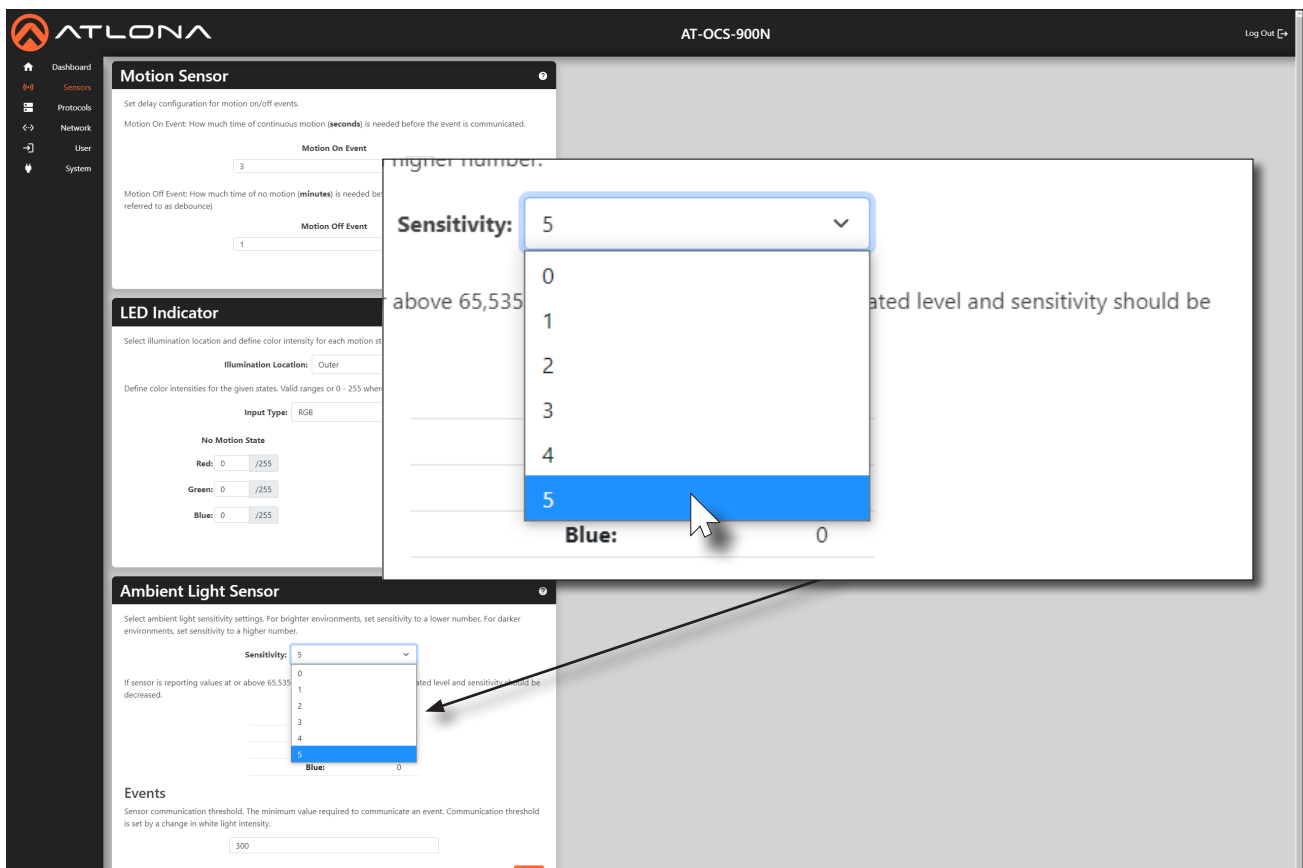 ATLONA
AT-OCS-900N
Log Out
Dashboard
Sensors
Protocols
Network
User
System
Motion Sensor
Set delay configuration for motion on/off events.
Motion On Event: How much time of continuous motion (seconds) is needed before the event is communicated.
Motion On Event
3
Motion Off Event: How much time of no motion (minutes) is needed be
referred to as debounce)
Motion Off Event
1
LED Indicator
Select illumination location and define color intensity for each motion st
Illumination Location: Outer
Define color intensities for the given states. Valid ranges or 0 - 255 wher
Input Type: RGB
No Motion State
Red: 0 /255
Green: 0 /255
Blue: 0 /255
higher number.
Sensitivity: 5
0
above 65,535 ated level and sensitivity should be
1
2
3
4
5
Blue: 0
Ambient Light Sensor
Select ambient light sensitivity settings. For brighter environments, set sensitivity to a lower number. For darker
environments, set sensitivity to a higher number.
Sensitivity: 5
0
If sensor is reporting values at or above 65,535 ated level and sensitivity should be
decreased.
1
2
3
4
5
Blue: 0
Events
Sensor communication threshold. The minimum value required to communicate an event. Communication threshold
is set by a change in white light intensity.
300